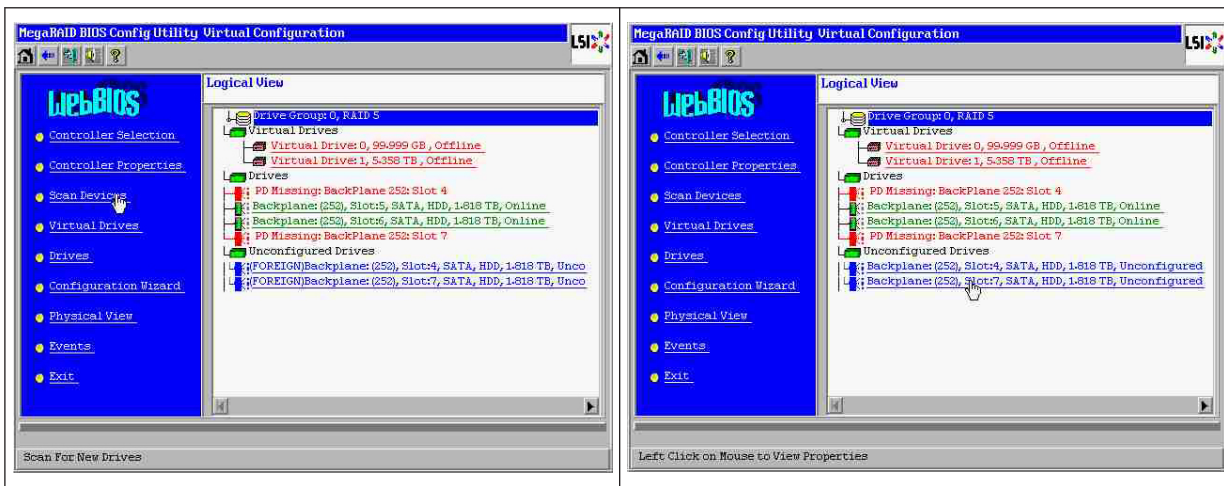 MegaRAID BIOS Config Utility Virtual Configuration
LSI
WebBIOS
Controller Selection
Controller Properties
Scan Devices
Virtual Drives
Drives
Configuration Wizard
Physical View
Events
Exit
Logical View
Drive Group: 0, RAID 5
Virtual Drives
Virtual Drive: 0, 99.999 GB , Offline
Virtual Drive: 1, 5.358 TB , Offline
Drives
PD Missing: BackPlane 252: Slot 4
Backplane: (252), Slot:5, SATA, HDD, 1.818 TB, Online
Backplane: (252), Slot:6, SATA, HDD, 1.818 TB, Online
PD Missing: BackPlane 252: Slot 7
Unconfigured Drives
(FOREIGN)Backplane: (252), Slot:4, SATA, HDD, 1.818 TB, Unco
(FOREIGN)Backplane: (252), Slot:7, SATA, HDD, 1.818 TB, Unco
Scan For New Drives
MegaRAID BIOS Config Utility Virtual Configuration
LSI
WebBIOS
Controller Selection
Controller Properties
Scan Devices
Virtual Drives
Drives
Configuration Wizard
Physical View
Events
Exit
Logical View
Drive Group: 0, RAID 5
Virtual Drives
Virtual Drive: 0, 99.999 GB , Offline
Virtual Drive: 1, 5.358 TB , Offline
Drives
PD Missing: BackPlane 252: Slot 4
Backplane: (252), Slot:5, SATA, HDD, 1.818 TB, Online
Backplane: (252), Slot:6, SATA, HDD, 1.818 TB, Online
PD Missing: BackPlane 252: Slot 7
Unconfigured Drives
Backplane: (252), Slot:4, SATA, HDD, 1.818 TB, Unconfigured
Backplane: (252), Slot:7, SATA, HDD, 1.818 TB, Unconfigured
Left Click on Mouse to View Properties